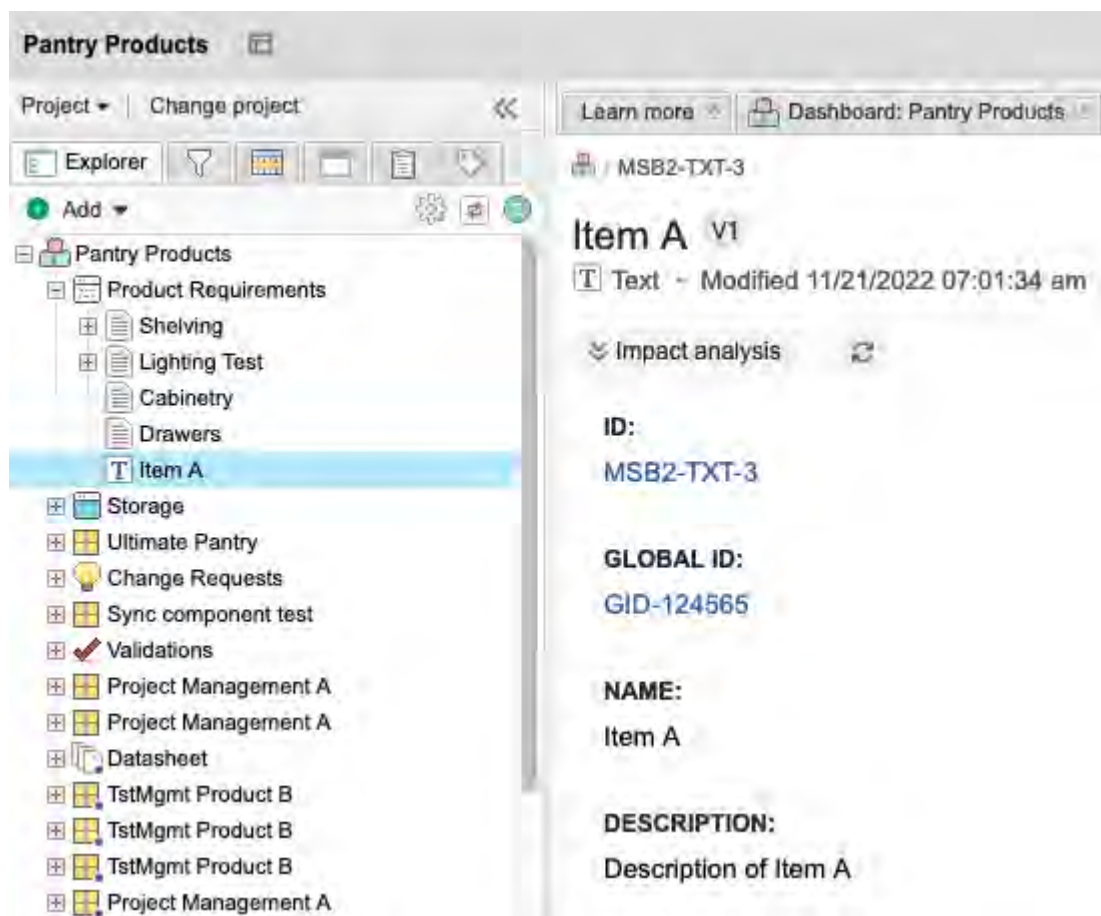 Pantry Products
Project
Change project
Explorer
Add
Pantry Products
Product Requirements
Shelving
Lighting Test
Cabinetry
Drawers
T Item A
Storage
Ultimate Pantry
Change Requests
Sync component test
Validations
Project Management A
Project Management A
Datasheet
TstMgmt Product B
TstMgmt Product B
TstMgmt Product B
Project Management A
Learn more
Dashboard: Pantry Products
/ MSB2-TXT-3
Item A V1
T Text - Modified 11/21/2022 07:01:34 am
Impact analysis
ID:
MSB2-TXT-3
GLOBAL ID:
GID-124565
NAME:
Item A
DESCRIPTION:
Description of Item A